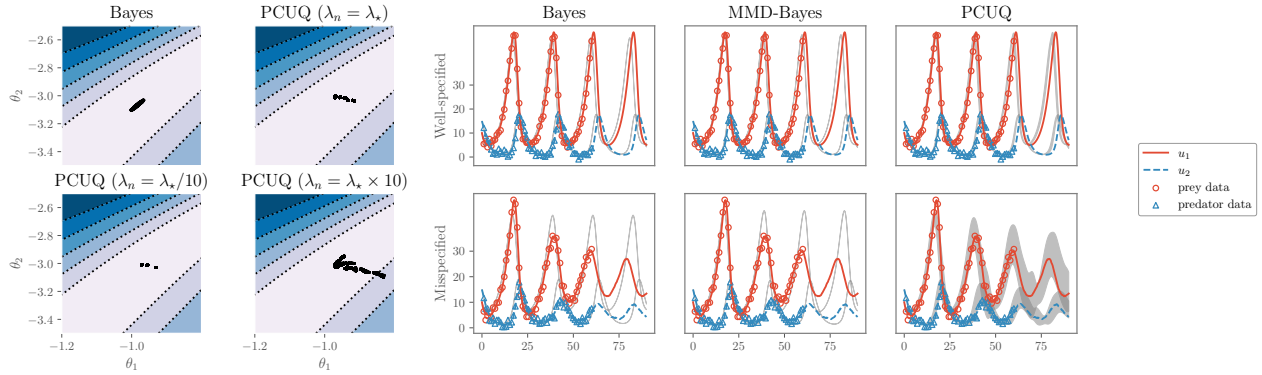 Bayes
PCUQ (λₙ = λ⋆)
−2.6
−2.8
−3.0
−3.2
−3.4
θ₂
PCUQ (λₙ = λ⋆/10)
PCUQ (λₙ = λ⋆ × 10)
−2.6
−2.8
−3.0
−3.2
−3.4
θ₂
−1.2
−1.0
θ₁
−1.2
−1.0
θ₁
Bayes
MMD-Bayes
PCUQ
Well-specified
30
20
10
0
Misspecified
30
20
10
0
0
25
50
75
0
25
50
75
0
25
50
75
u₁
u₂
prey data
predator data